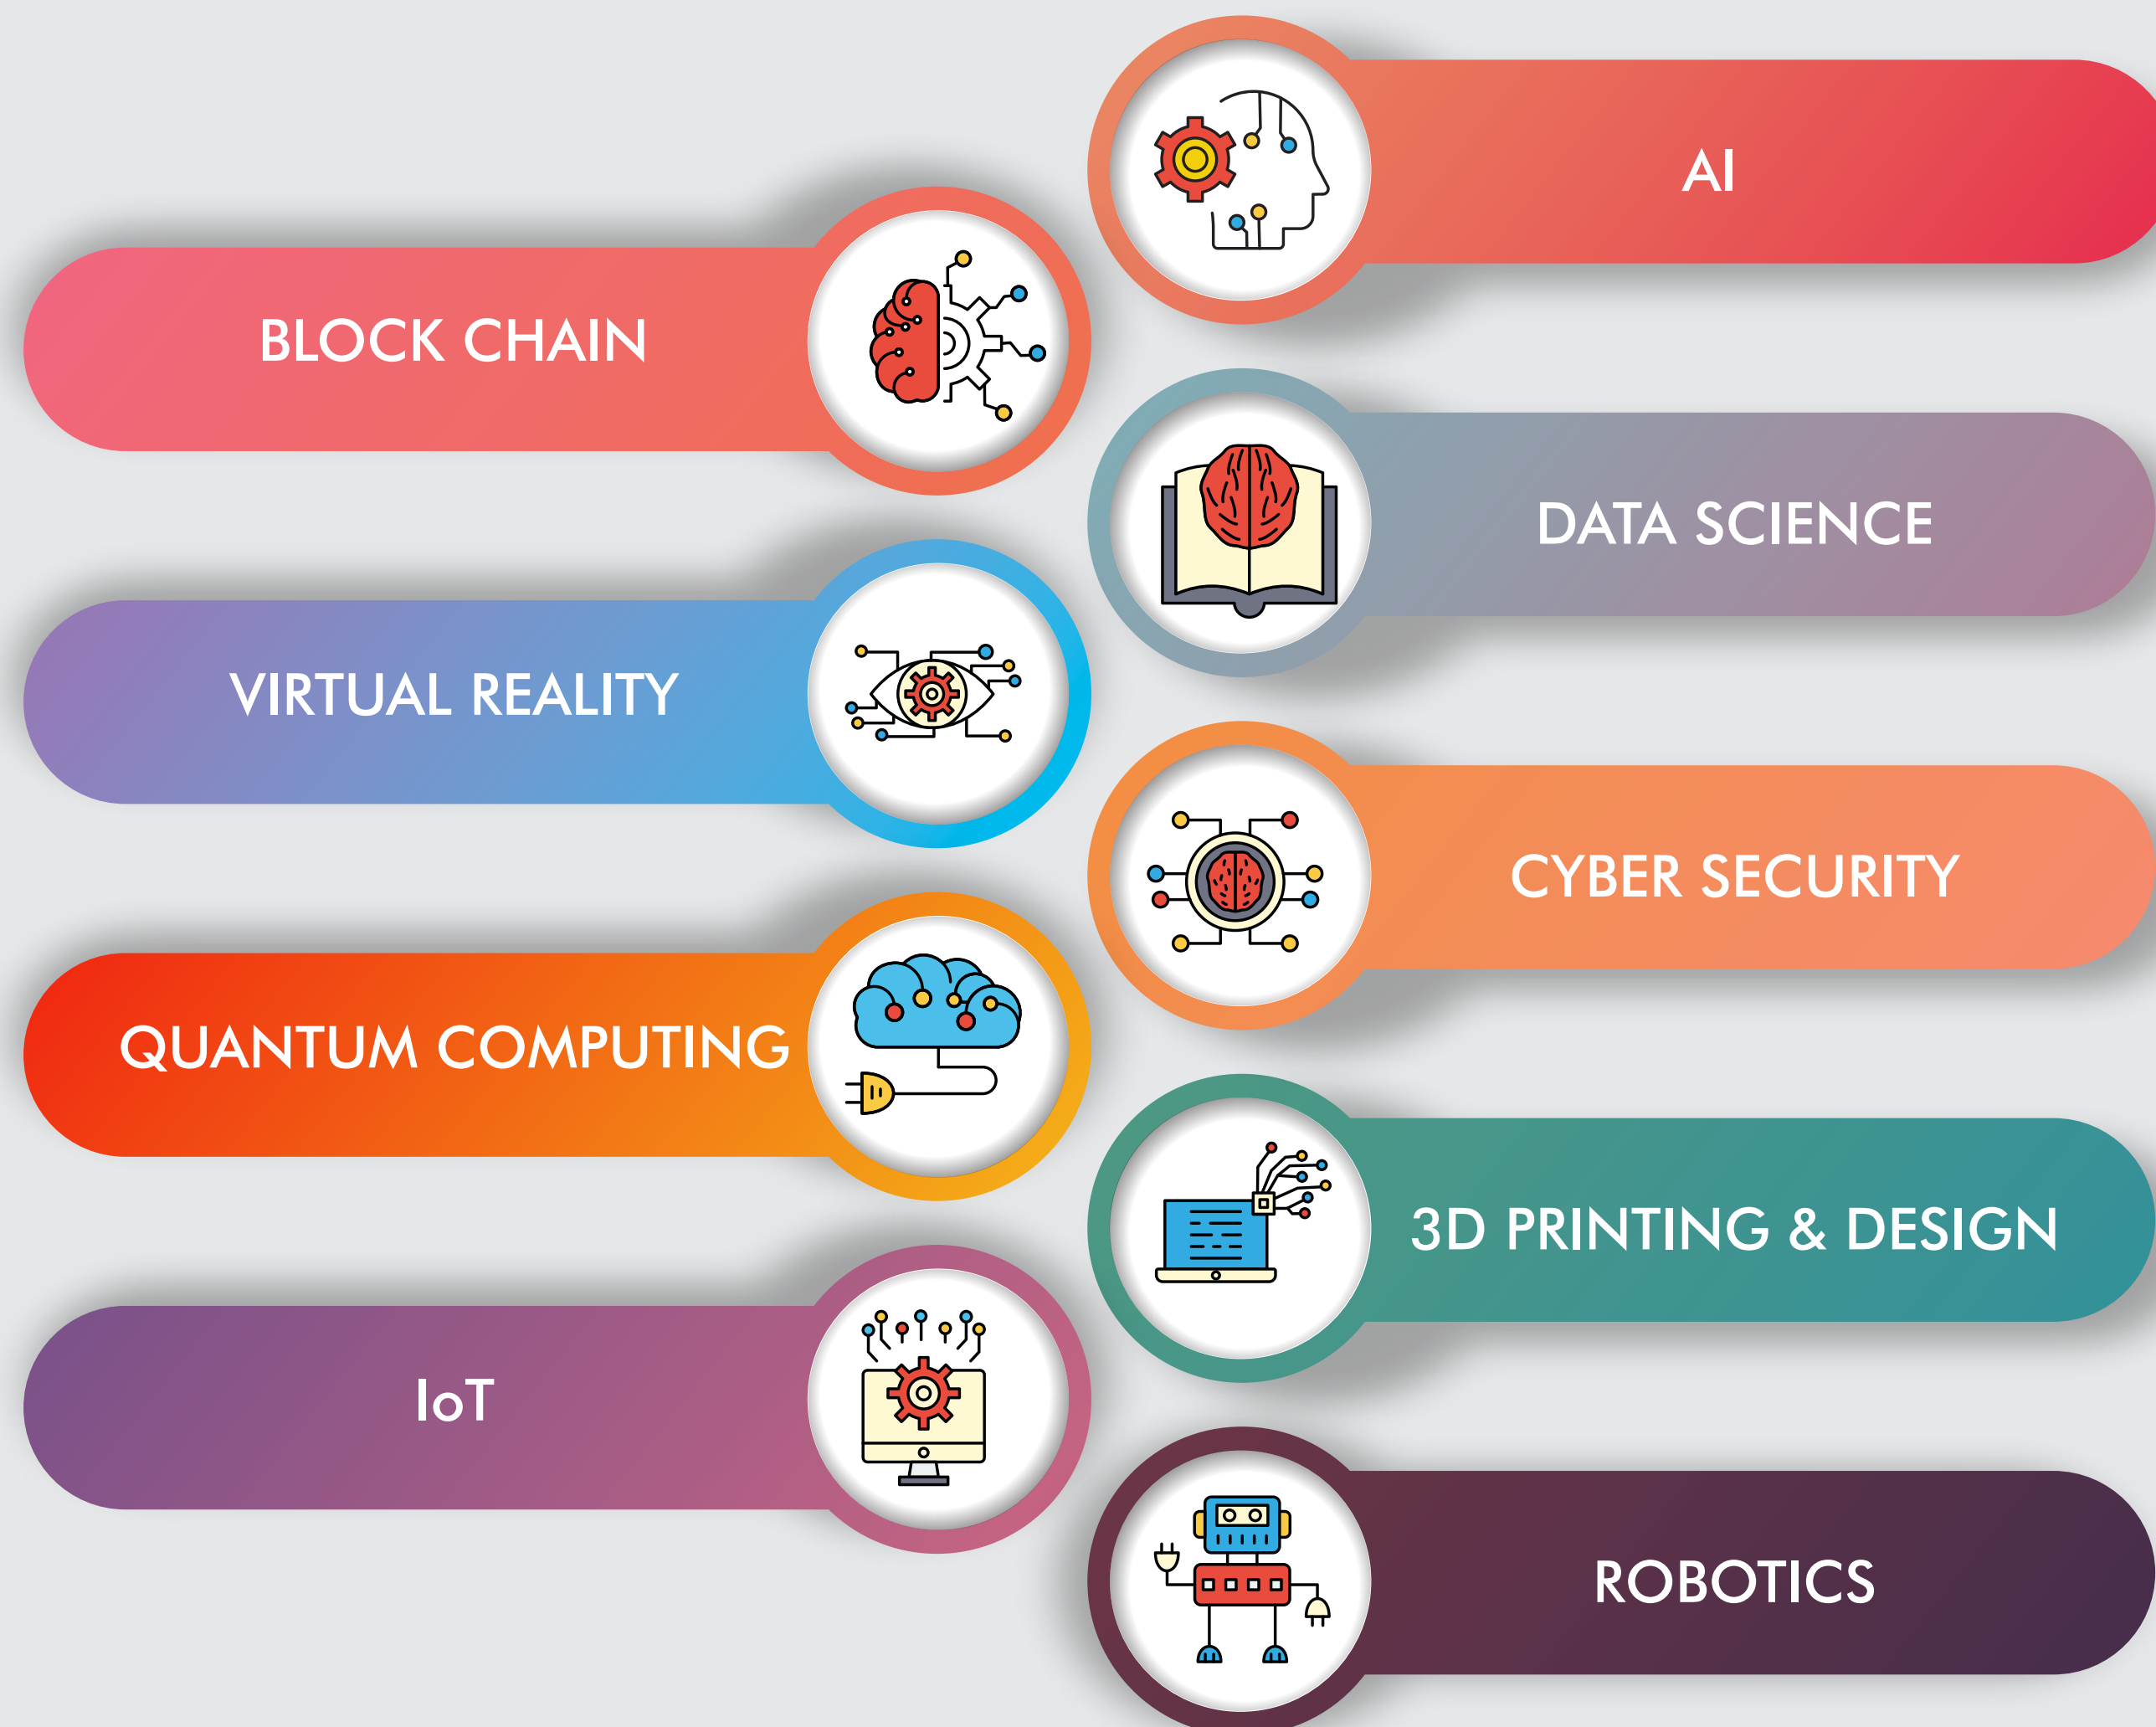 AI
BLOCK CHAIN
DATA SCIENCE
VIRTUAL REALITY
CYBER SECURITY
QUANTUM COMPUTING
3D PRINTING & DESIGN
IoT
ROBOTICS